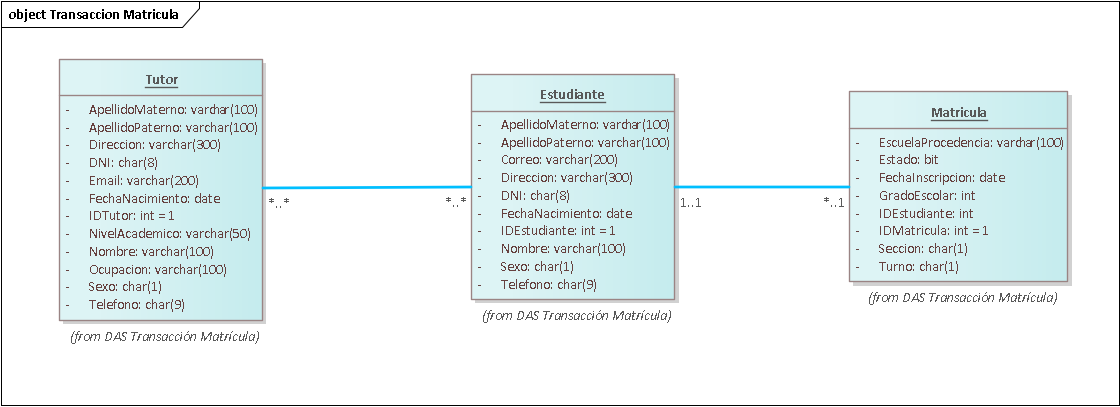 object Transaccion Matricula
Tutor
- ApellidoMaterno: varchar(100)
- ApellidoPaterno: varchar(100)
- Direccion: varchar(300)
- DNI: char(8)
- Email: varchar(200)
- FechaNacimiento: date
- IDTutor: int = 1
- NivelAcademico: varchar(50)
- Nombre: varchar(100)
- Ocupacion: varchar(100)
- Sexo: char(1)
- Telefono: char(9)
(from DAS Transacción Matrícula)
*..*
*..*
Estudiante
- ApellidoMaterno: varchar(100)
- ApellidoPaterno: varchar(100)
- Correo: varchar(200)
- Direccion: varchar(300)
- DNI: char(8)
- FechaNacimiento: date
- IDEstudiante: int = 1
- Nombre: varchar(100)
- Sexo: char(1)
- Telefono: char(9)
(from DAS Transacción Matrícula)
1..1
*..1
Matricula
- EscuelaProcedencia: varchar(100)
- Estado: bit
- FechaInscripcion: date
- GradoEscolar: int
- IDEstudiante: int
- IDMatricula: int = 1
- Seccion: char(1)
- Turno: char(1)
(from DAS Transacción Matrícula)